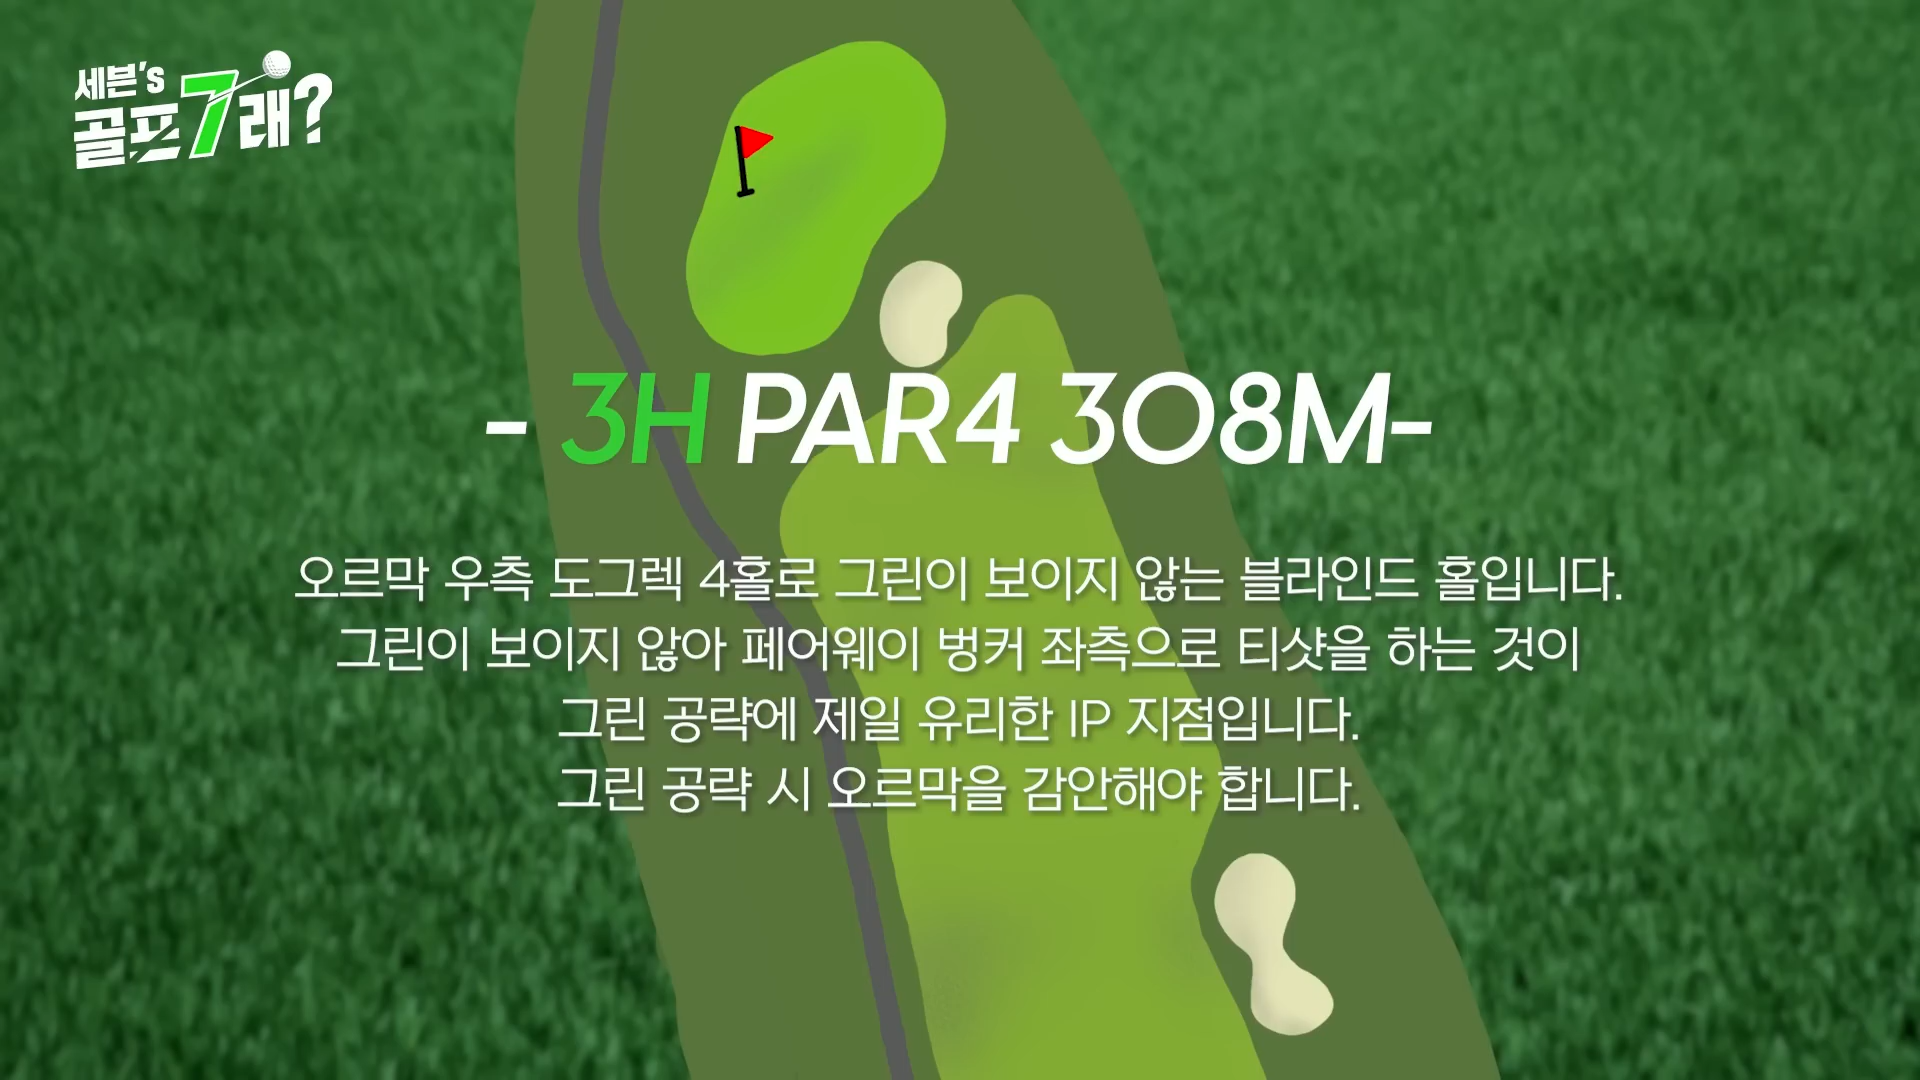 세븐's
골프7래?
- 3H PAR4 308M-
오르막 우측 도그렉 4홀로 그린이 보이지 않는 블라인드 홀입니다.
그린이 보이지 않아 페어웨이 벙커 좌측으로 티샷을 하는 것이
그린 공략에 제일 유리한 IP 지점입니다.
그린 공략 시 오르막을 감안해야 합니다.